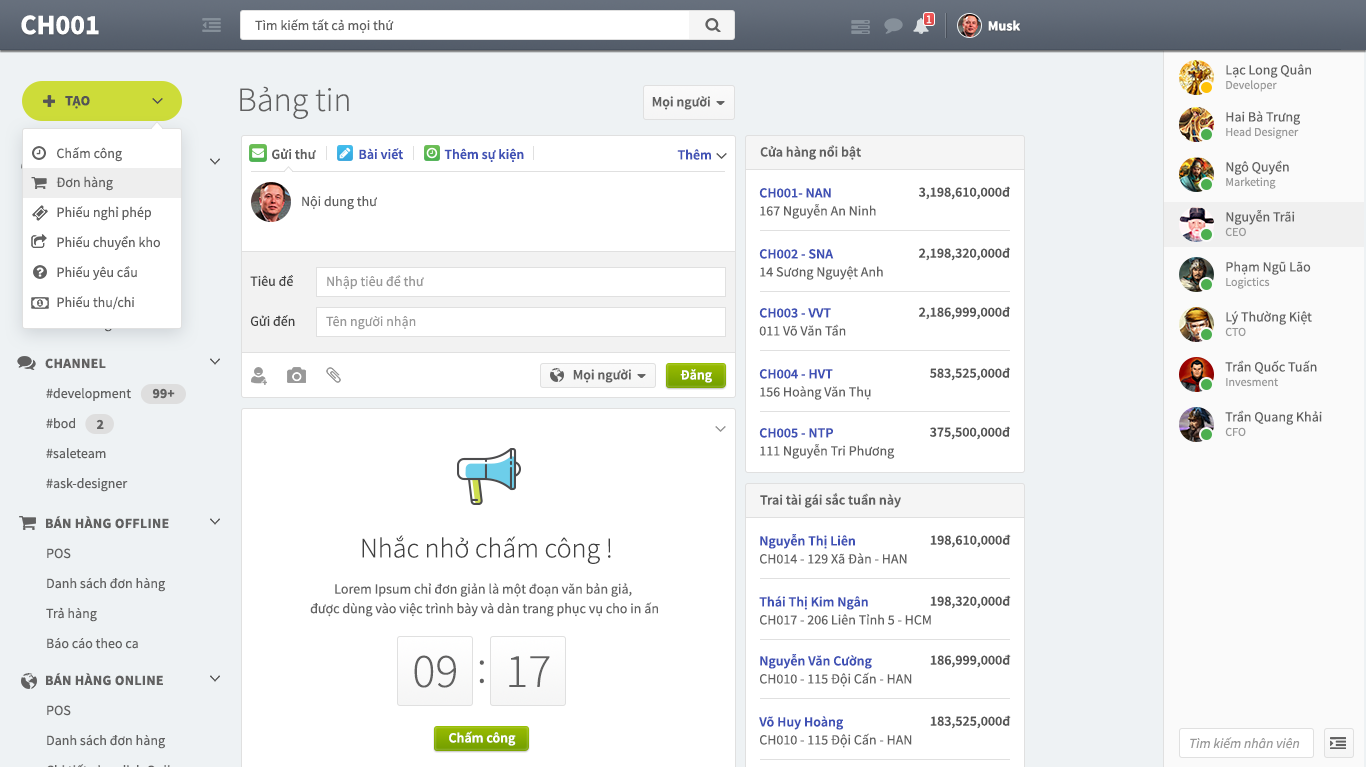 CH001
Tìm kiếm tất cả mọi thứ
1
Musk
TẠO
Chấm công
Đơn hàng
Phiếu nghỉ phép
Phiếu chuyển kho
Phiếu yêu cầu
Phiếu thu/chi
CHANNEL
#development 99+
#bod 2
#saleteam
#ask-designer
BÁN HÀNG OFFLINE
POS
Danh sách đơn hàng
Trả hàng
Báo cáo theo ca
BÁN HÀNG ONLINE
POS
Danh sách đơn hàng
Bảng tin
Mọi người
Gửi thư
Bài viết
Thêm sự kiện
Thêm
Nội dung thư
Tiêu đề
Nhập tiêu đề thư
Gửi đến
Tên người nhận
Mọi người
Đăng
Nhắc nhở chấm công !
Lorem Ipsum chỉ đơn giản là một đoạn văn bản giả,
được dùng vào việc trình bày và dàn trang phục vụ cho in ấn
09 : 17
Chấm công
Cửa hàng nổi bật
CH001- NAN 3,198,610,000đ
167 Nguyễn An Ninh
CH002 - SNA 2,198,320,000đ
14 Sương Nguyệt Anh
CH003 - VVT 2,186,999,000đ
011 Võ Văn Tần
CH004 - HVT 583,525,000đ
156 Hoàng Văn Thụ
CH005 - NTP 375,500,000đ
111 Nguyễn Tri Phương
Trai tài gái sắc tuần này
Nguyễn Thị Liên 198,610,000đ
CH014 - 129 Xã Đàn - HAN
Thái Thị Kim Ngân 198,320,000đ
CH017 - 206 Liên Tỉnh 5 - HCM
Nguyễn Văn Cường 186,999,000đ
CH010 - 115 Đội Cấn - HAN
Võ Huy Hoàng 183,525,000đ
CH010 - 115 Đội Cấn - HAN
Lạc Long Quân
Developer
Hai Bà Trưng
Head Designer
Ngô Quyền
Marketing
Nguyễn Trãi
CEO
Phạm Ngũ Lão
Logictics
Lý Thường Kiệt
CTO
Trần Quốc Tuấn
Invesment
Trần Quang Khải
CFO
Tìm kiếm nhân viên